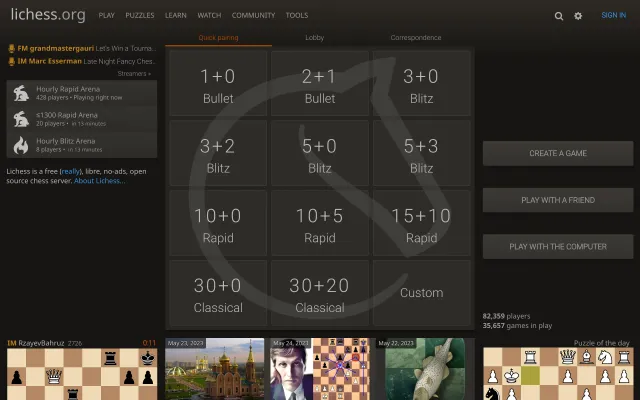 lichess.org PLAY PUZZLES LEARN WATCH COMMUNITY TOOLS SIGN IN
FM grandmastergauri Let's Win a Tourna...
IM Marc Esserman Late Night Fancy Ches...
Streamers »
Hourly Rapid Arena
428 players • Playing right now
≤1300 Rapid Arena
20 players • in 13 minutes
Hourly Blitz Arena
8 players • in 13 minutes
Lichess is a free (really), libre, no-ads, open
source chess server. About Lichess...
Quick pairing Lobby Correspondence
1+0 2+1 3+0
Bullet Bullet Blitz
3+2 5+0 5+3
Blitz Blitz Blitz
10+0 10+5 15+10
Rapid Rapid Rapid
30+0 30+20 Custom
Classical Classical
CREATE A GAME
PLAY WITH A FRIEND
PLAY WITH THE COMPUTER
82,359 players
35,657 games in play
IM RzayevBahruz 2726 0:11
May 23, 2023 May 24, 2023 May 22, 2023
Puzzle of the day